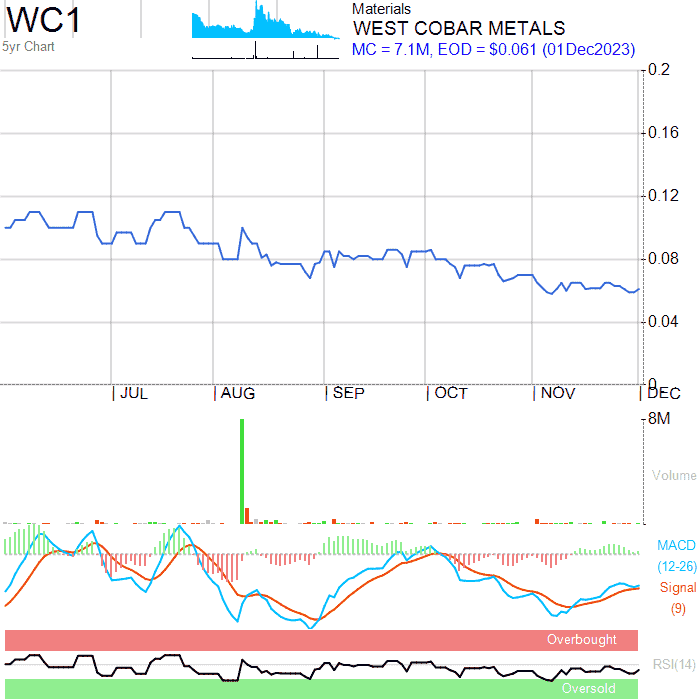 WC1
5yr Chart
Materials
WEST COBAR METALS
MC = 7.1M, EOD = $0.061 (01Dec2023)
0.2
0.16
0.12
0.08
0.04
0
JUL AUG SEP OCT NOV DEC
8M
Volume
MACD
(12-26)
Signal
(9)
Overbought
RSI(14)
Oversold